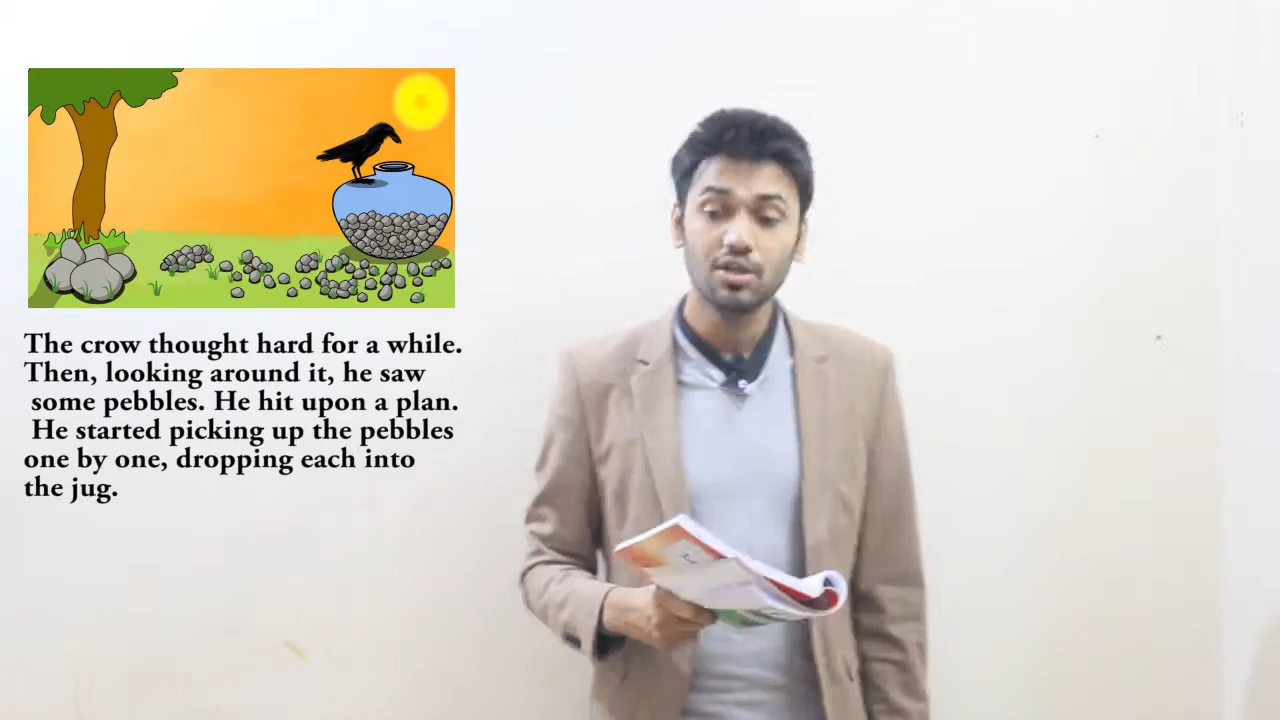 The crow thought hard for a while.
Then, looking around it, he saw
some pebbles. He hit upon a plan.
He started picking up the pebbles
one by one, dropping each into
the jug.